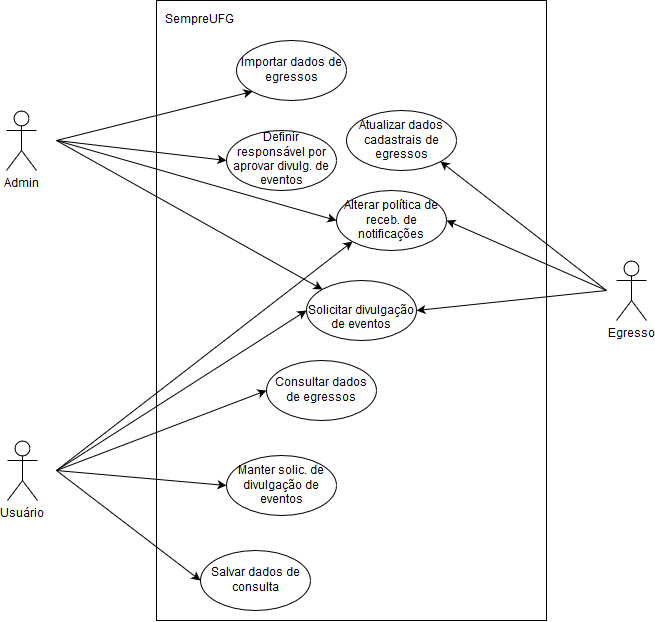 SempreUFG
Importar dados de
egressos
Atualizar dados
cadastrais de
egressos
Definir
responsável por
aprovar divulg. de
eventos
Admin
Alterar política de
receb. de
notificações
Solicitar divulgação
de eventos
Egresso
Consultar dados
de egressos
Manter solic. de
divulgação de
eventos
Usuário
Salvar dados de
consulta